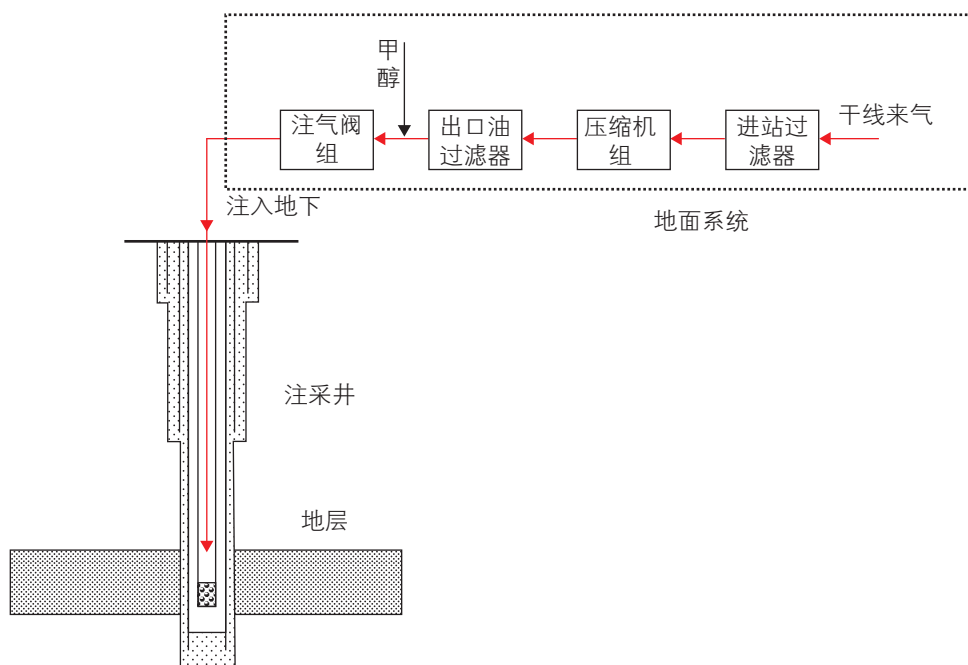 甲
醇
注气阀
组
出口油
过滤器
压缩机
组
进站过
滤器
干线来气
注入地下
地面系统
注采井
地层